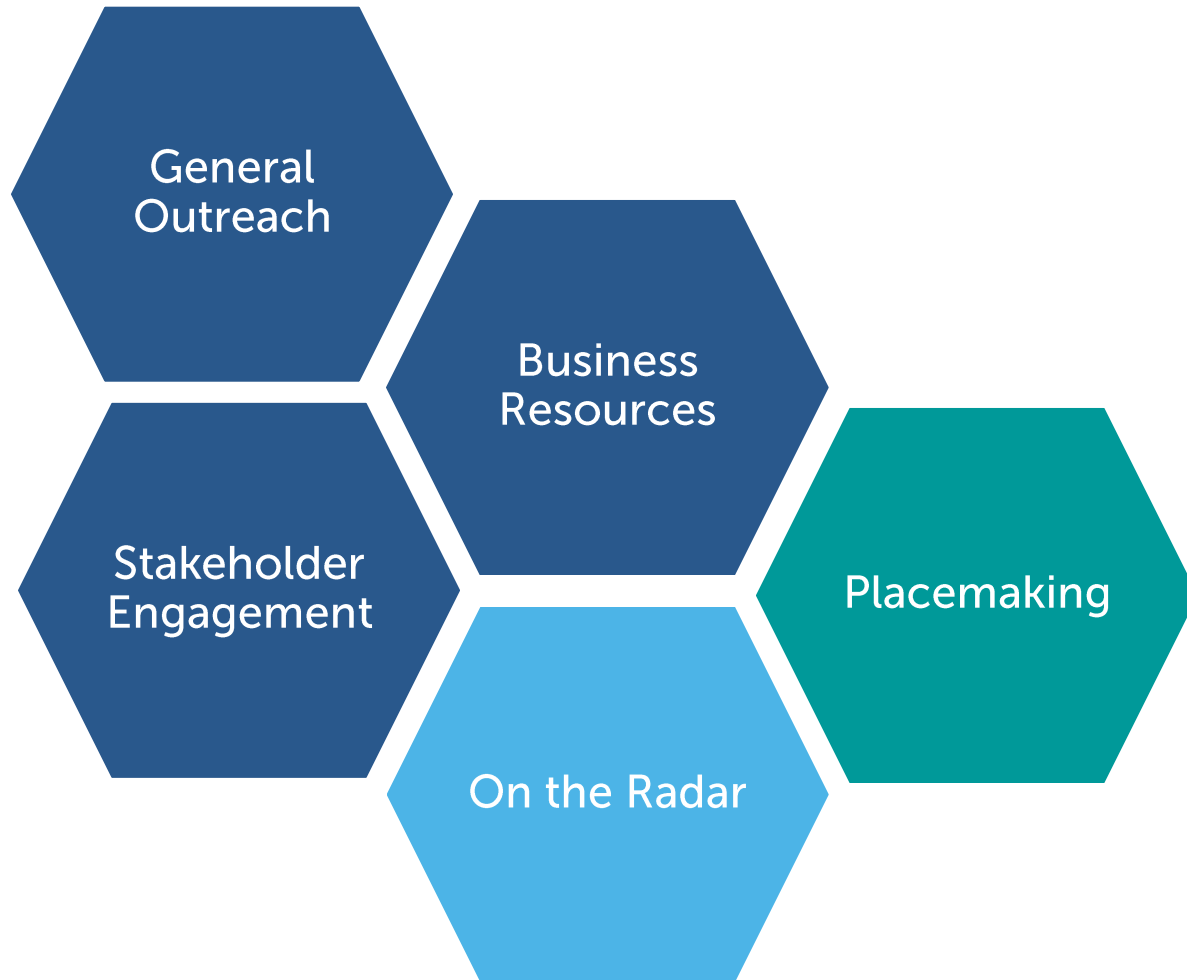 General
Outreach
Business
Resources
Stakeholder
Engagement
Placemaking
On the Radar